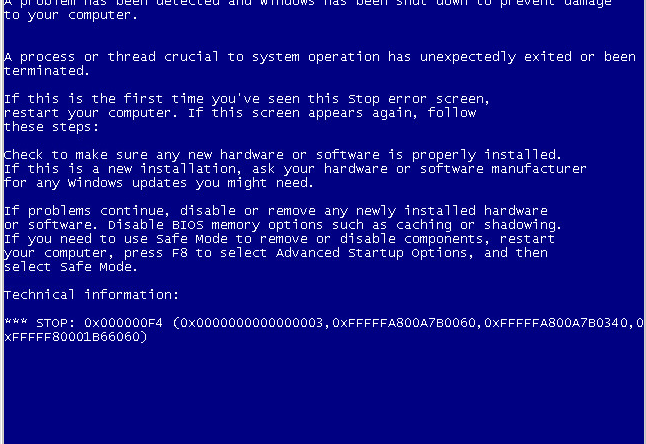 A problem has been detected and Windows has been shut down to prevent damage
to your computer.
A process or thread crucial to system operation has unexpectedly exited or been
terminated.
If this is the first time you've seen this Stop error screen,
restart your computer. If this screen appears again, follow
these steps:
Check to make sure any new hardware or software is properly installed.
If this is a new installation, ask your hardware or software manufacturer
for any Windows updates you might need.
If problems continue, disable or remove any newly installed hardware
or software. Disable BIOS memory options such as caching or shadowing.
If you need to use Safe Mode to remove or disable components, restart
your computer, press F8 to select Advanced Startup Options, and then
select Safe Mode.
Technical information:
*** STOP: 0x000000F4 (0x0000000000000003,0xFFFFFA800A7B0060,0xFFFFFA800A7B0340,0
xFFFFF80001B66060)